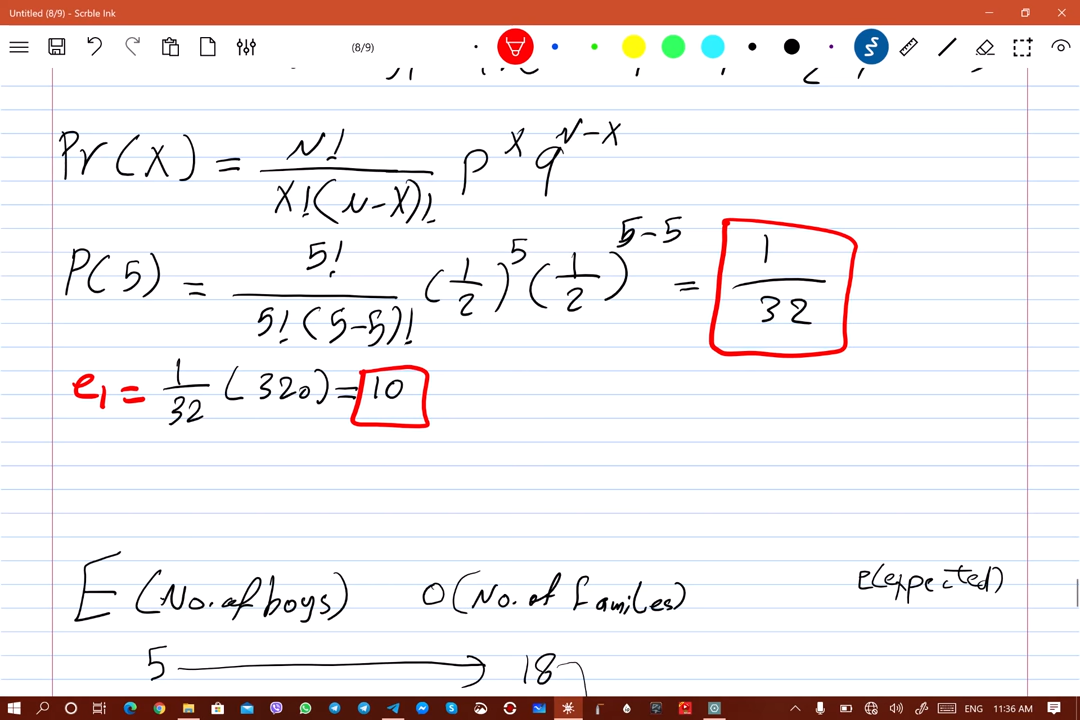 Untitled (8/9) - Scrble Ink
(8/9)
Pr(X) = N! / X!(N-X)! p^X q^N-X
P(5) = 5! / 5!(5-5)! (1/2)^5 (1/2)^5-5 = 1/32
e1 = 1/32 (320) = 10
E (No. of boys) O (No. of familes) e(expected)
5 → 18
ENG 11:36 AM